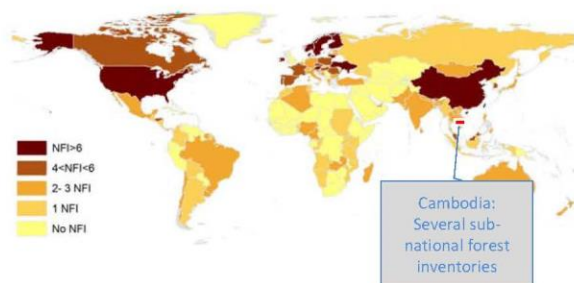 NFI>6
4<NFI<6
2- 3 NFI
1 NFI
No NFI
Cambodia:
Several sub-
national forest
inventories